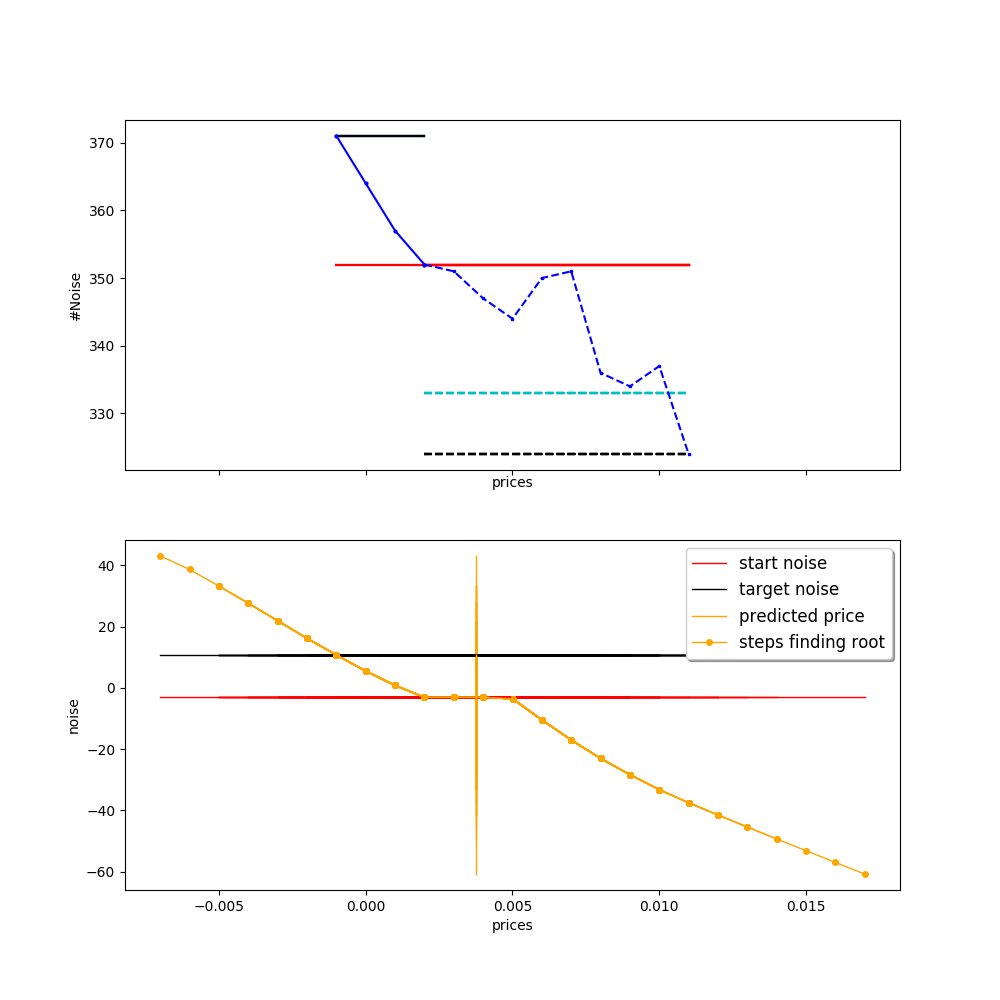 370
360
350
340
330
#Noise
prices
40
20
0
−20
−40
−60
noise
start noise
target noise
predicted price
steps finding root
−0.005
0.000
0.005
0.010
0.015
prices